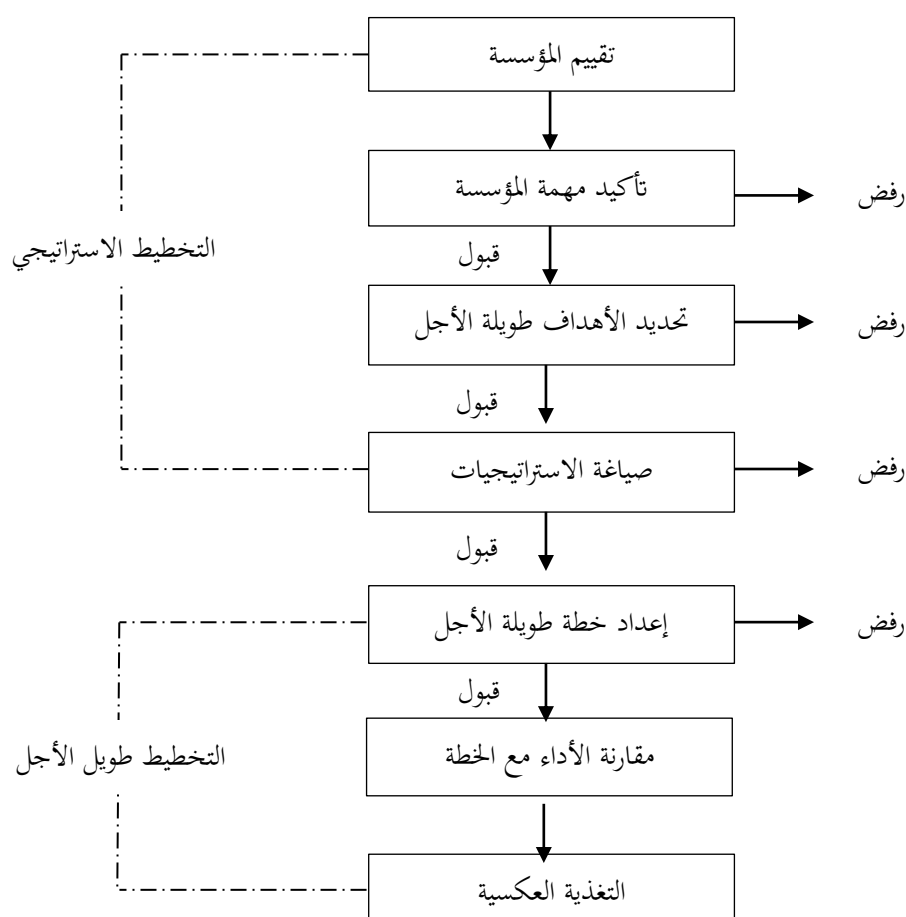 تقييم المؤسسة
تأكيد مهمة المؤسسة
رفض
قبول
التخطيط الاستراتيجي
تحديد الأهداف طويلة الأجل
رفض
قبول
صياغة الاستراتيجيات
رفض
قبول
إعداد خطة طويلة الأجل
رفض
قبول
مقارنة الأداء مع الخطة
التخطيط طويل الأجل
التغذية العكسية